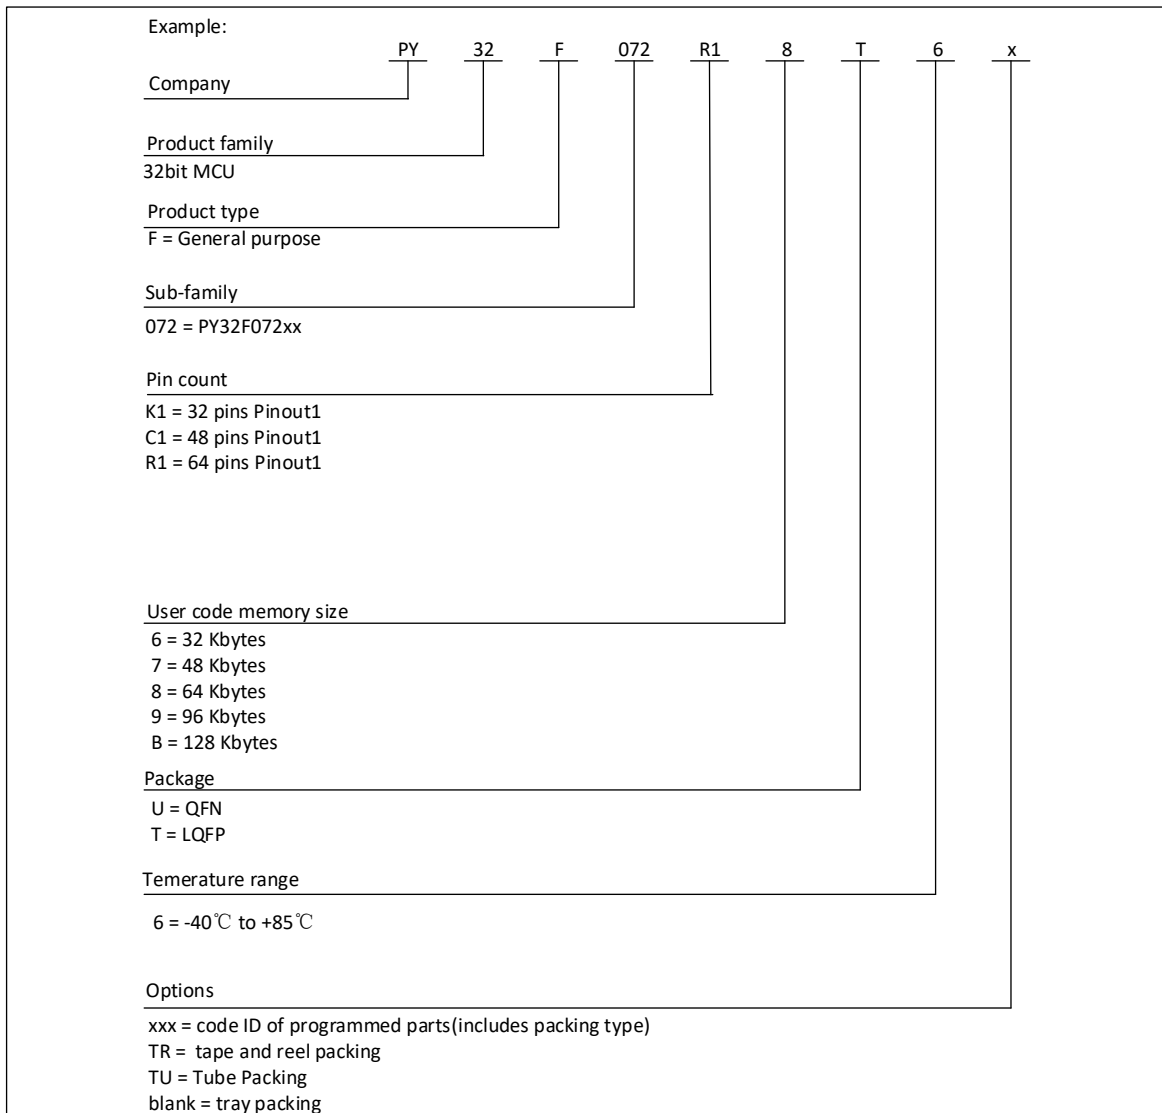 Example:
PY 32 F 072 R1 8 T 6 x
Company
Product family
32bit MCU
Product type
F = General purpose
Sub-family
072 = PY32F072xx
Pin count
K1 = 32 pins Pinout1
C1 = 48 pins Pinout1
R1 = 64 pins Pinout1
User code memory size
6 = 32 Kbytes
7 = 48 Kbytes
8 = 64 Kbytes
9 = 96 Kbytes
B = 128 Kbytes
Package
U = QFN
T = LQFP
Temerature range
6 = -40℃ to +85℃
Options
xxx = code ID of programmed parts(includes packing type)
TR = tape and reel packing
TU = Tube Packing
blank = tray packing